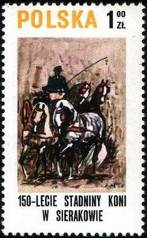 POLSKA 1.00 ZŁ
150-LECIE STADNINY KONI
W SIERAKOWIE